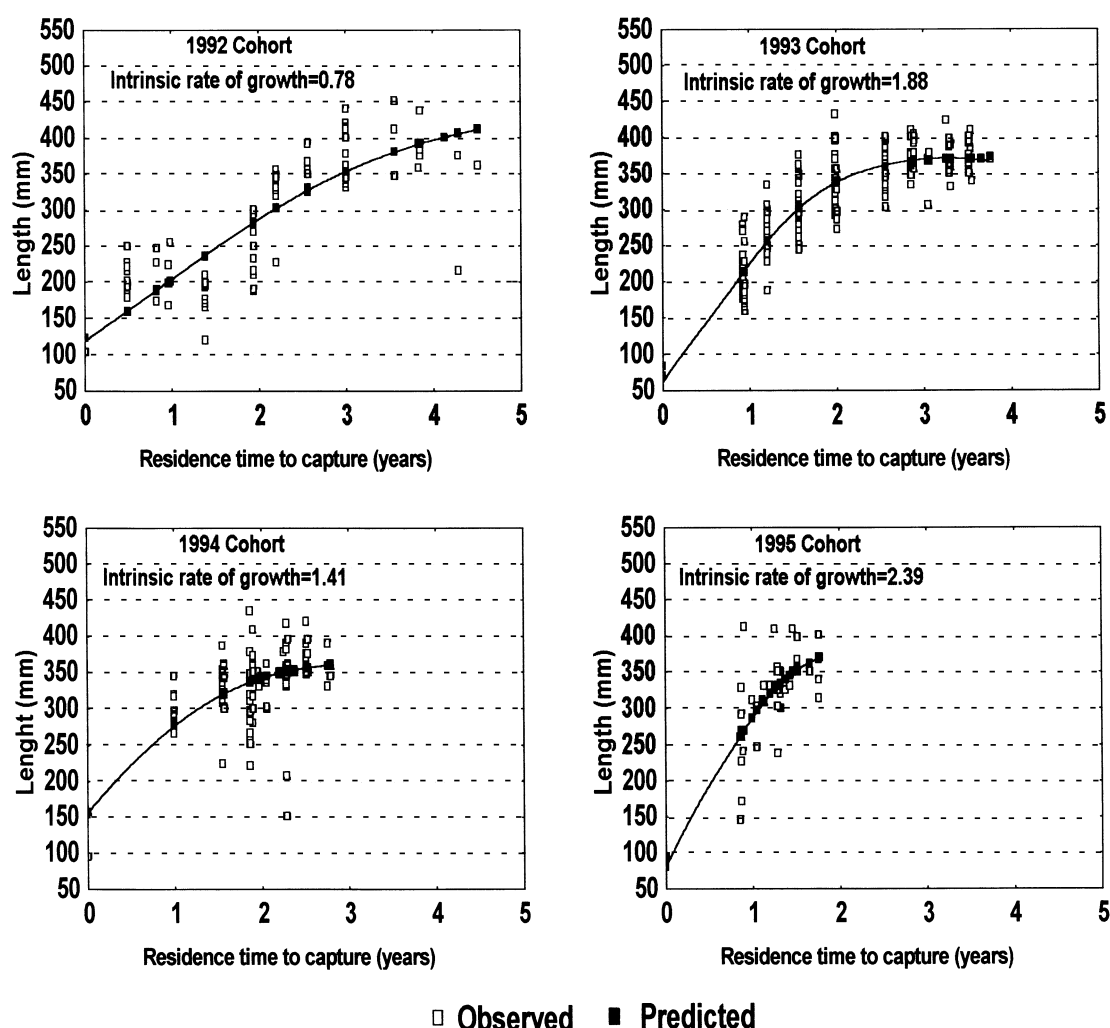 1992 Cohort
Intrinsic rate of growth=0.78
Length (mm)
550
500
450
400
350
300
250
200
150
100
50
0 1 2 3 4 5
Residence time to capture (years)
1993 Cohort
Intrinsic rate of growth=1.88
Length (mm)
550
500
450
400
350
300
250
200
150
100
50
0 1 2 3 4 5
Residence time to capture (years)
1994 Cohort
Intrinsic rate of growth=1.41
Lenght (mm)
550
500
450
400
350
300
250
200
150
100
50
0 1 2 3 4 5
Residence time to capture (years)
1995 Cohort
Intrinsic rate of growth=2.39
Length (mm)
550
500
450
400
350
300
250
200
150
100
50
0 1 2 3 4 5
Residence time to capture (years)
Observed Predicted